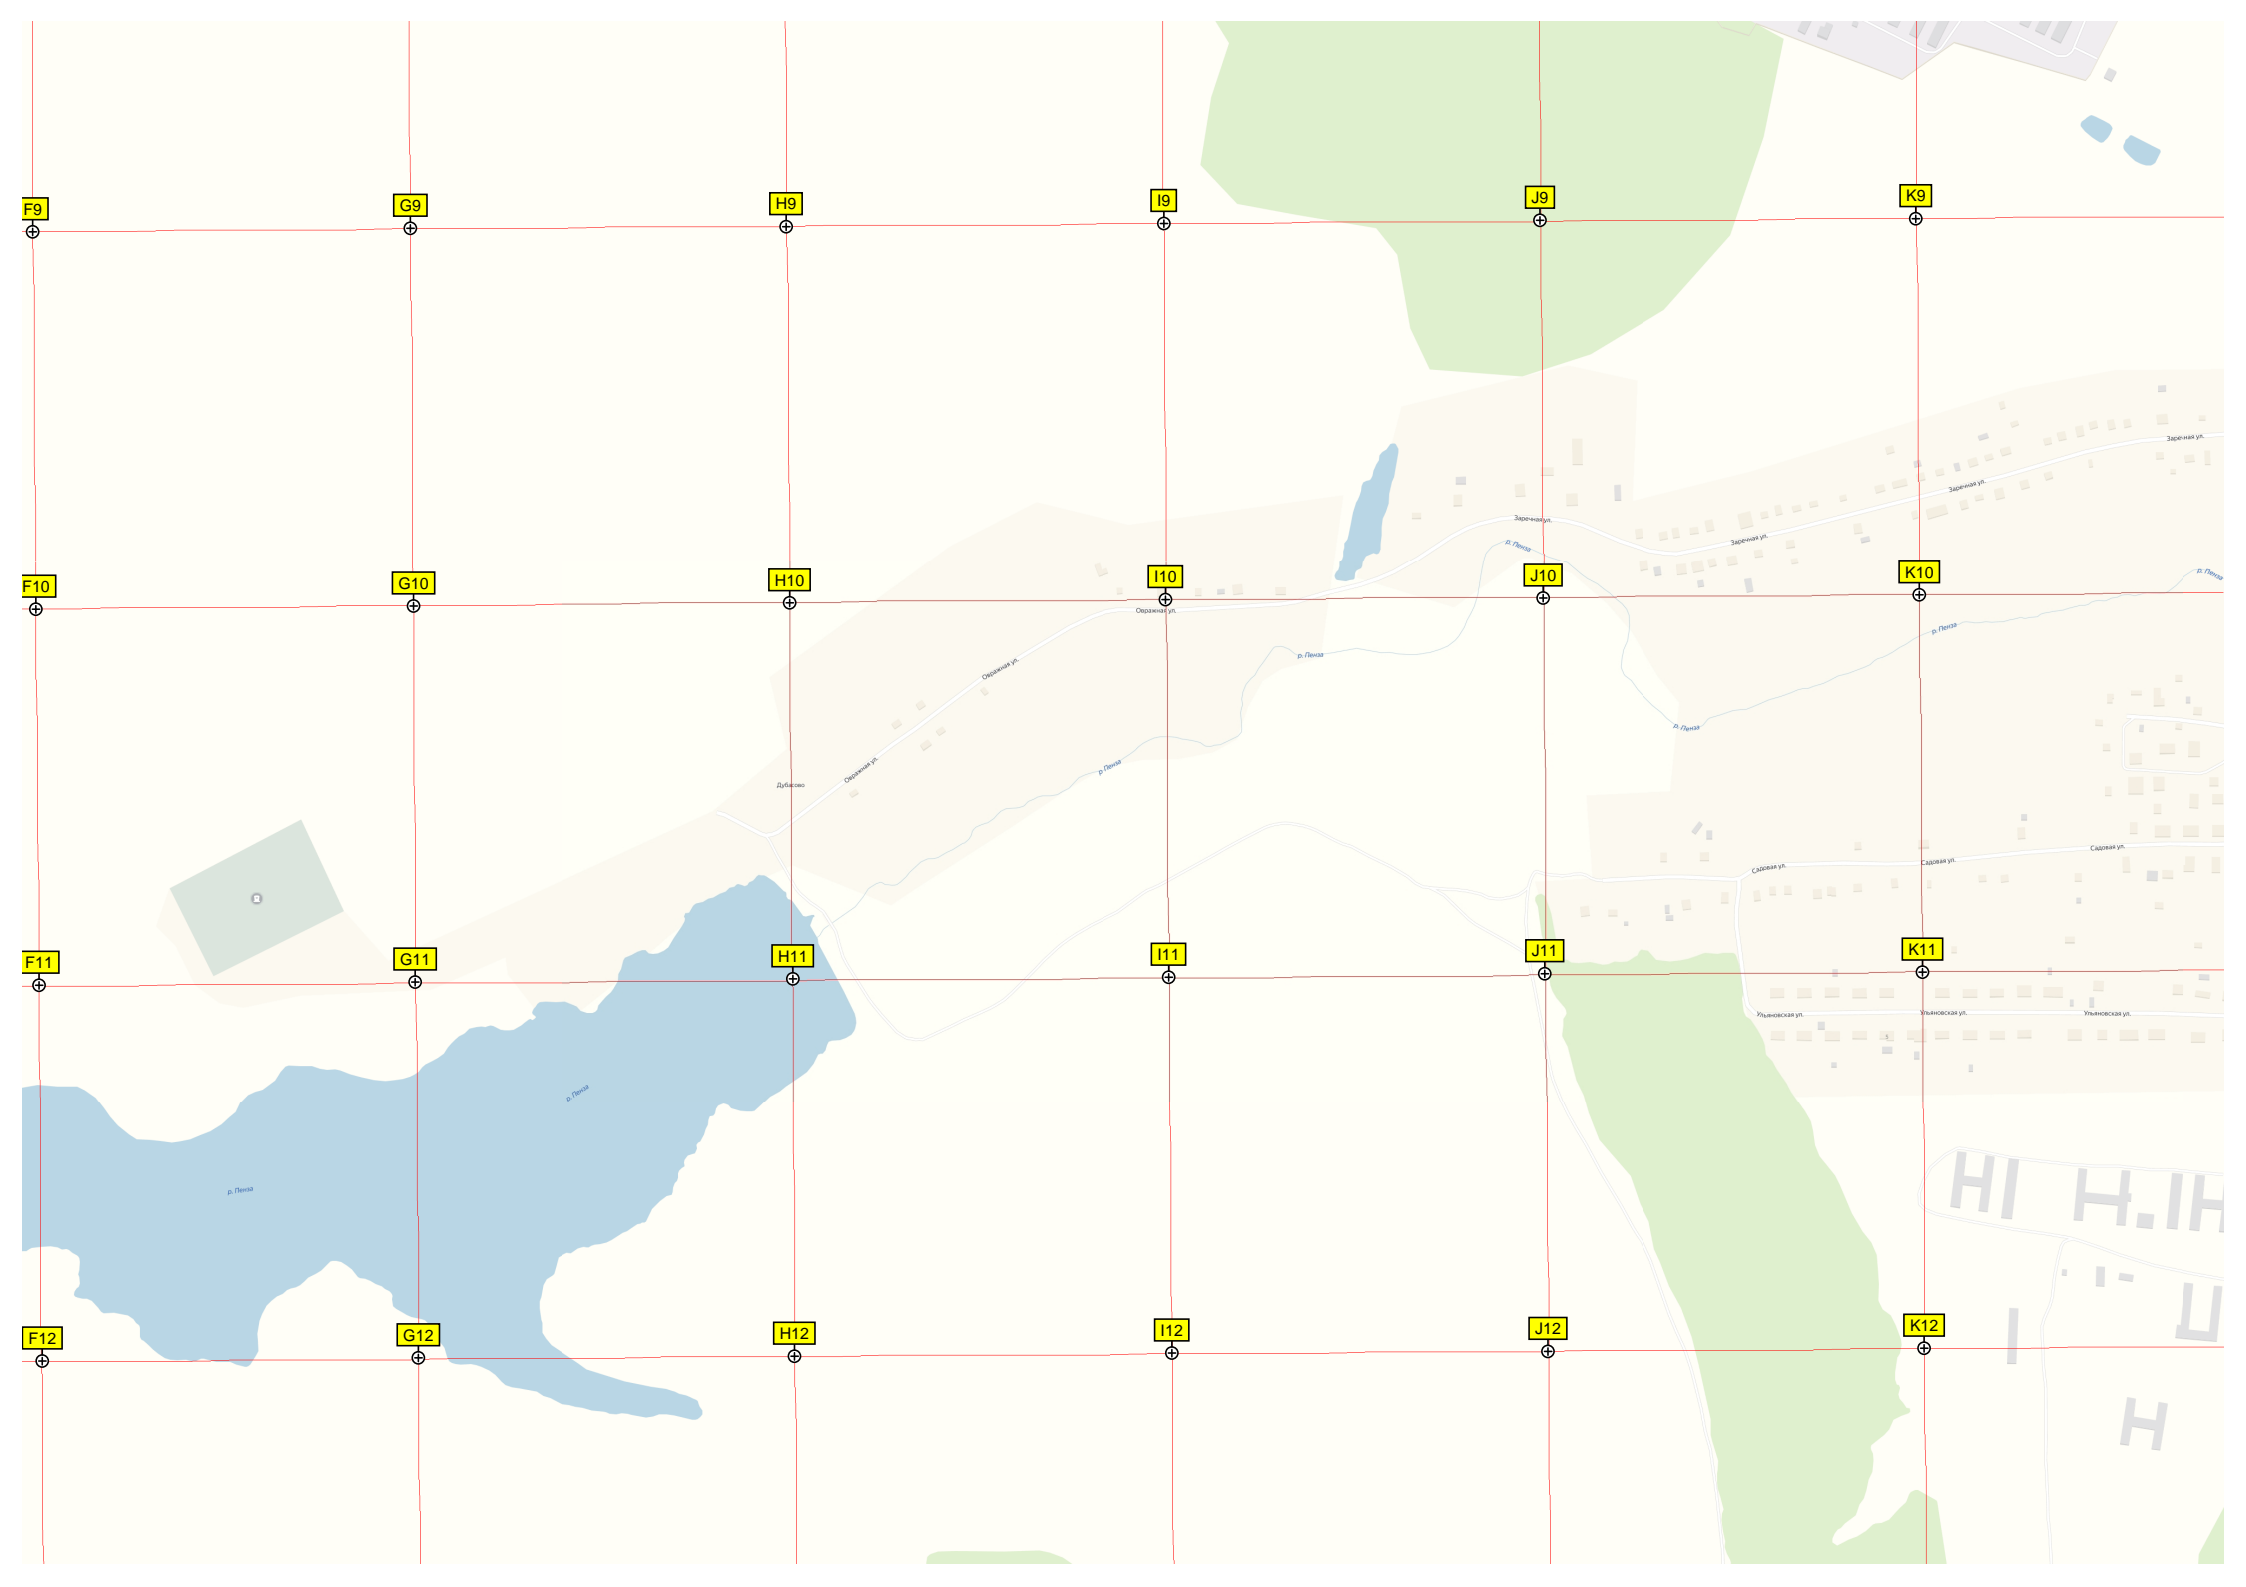 F9
G9
H9
I9
J9
K9
Заречная ул.
Заречная ул.
Заречная ул.
Заречная ул.
р. Пенза
F10
G10
H10
I10
J10
K10
р. Пенза
Овражная ул.
р. Пенза
р. Пенза
Овражная ул.
р. Пенза
р. Пенза
Овражная ул.
Дубасово
Садовая ул.
Садовая ул.
Садовая ул.
F11
G11
H11
I11
J11
K11
Ульяновская ул.
Ульяновская ул.
Ульяновская ул.
3
р. Пенза
р. Пенза
F12
G12
H12
I12
J12
K12